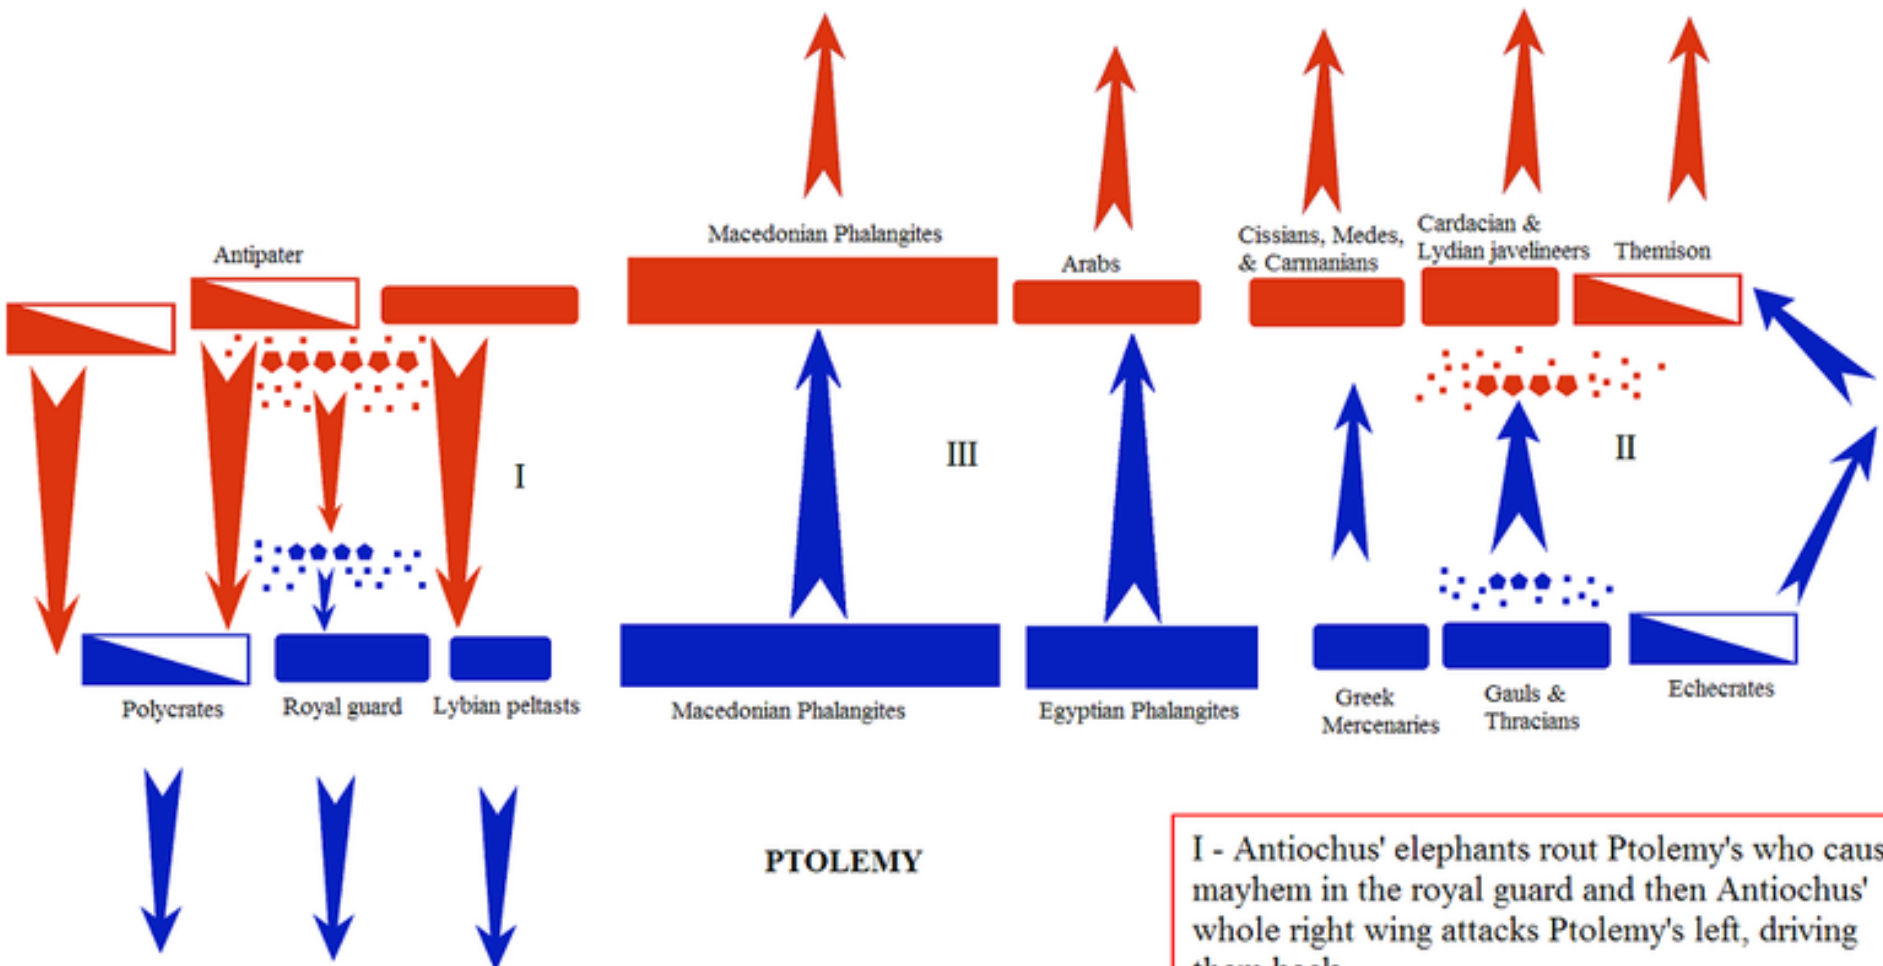 Macedonian Phalangites
Antipater
Arabs
Cissians, Medes,
& Carmanians
Cardacian &
Lydian javelineers
Themison
I
III
II
Polycrates
Royal guard
Lybian peltasts
Macedonian Phalangites
Egyptian Phalangites
Greek
Mercenaries
Gauls &
Thracians
Echecrates
PTOLEMY
I - Antiochus' elephants rout Ptolemy's who caus
mayhem in the royal guard and then Antiochus'
whole right wing attacks Ptolemy's left, driving
them back